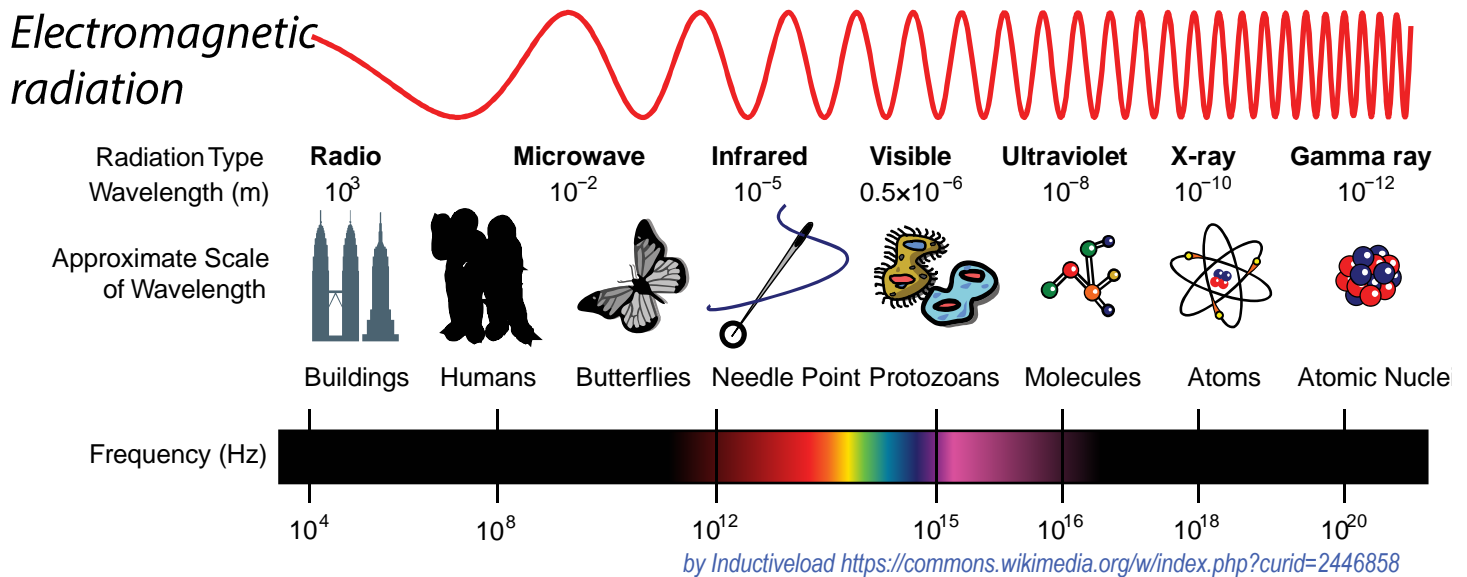 Electromagnetic
radiation
Radiation Type Radio Microwave Infrared Visible Ultraviolet X-ray Gamma ray
Wavelength (m) 10³ 10⁻² 10⁻⁵ 0.5×10⁻⁶ 10⁻⁸ 10⁻¹⁰ 10⁻¹²
Approximate Scale
of Wavelength
Buildings Humans Butterflies Needle Point Protozoans Molecules Atoms Atomic Nuclei
Frequency (Hz)
10⁴ 10⁸ 10¹² 10¹⁵ 10¹⁶ 10¹⁸ 10²⁰
by Inductiveload https://commons.wikimedia.org/w/index.php?curid=2446858